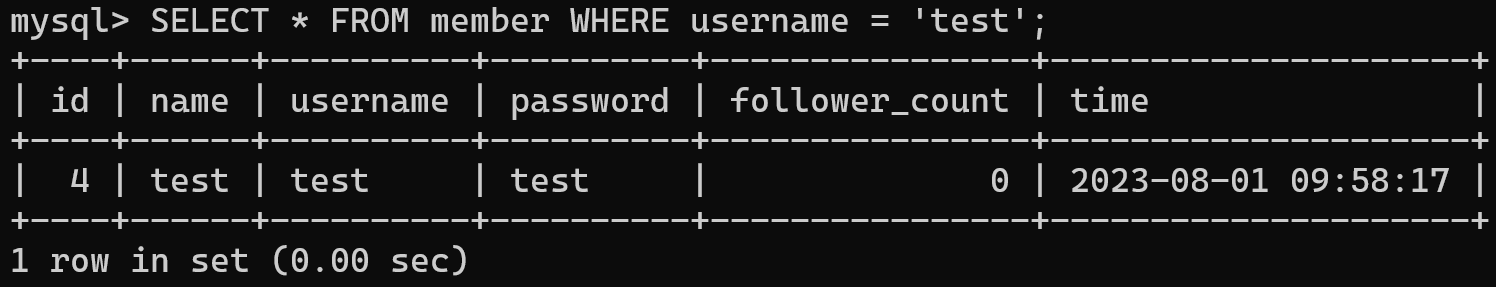 mysql> SELECT * FROM member WHERE username = 'test';
+----+------+----------+----------+----------------+---------------------+
| id | name | username | password | follower_count | time                |
+----+------+----------+----------+----------------+---------------------+
|  4 | test | test     | test     |              0 | 2023-08-01 09:58:17 |
+----+------+----------+----------+----------------+---------------------+
1 row in set (0.00 sec)